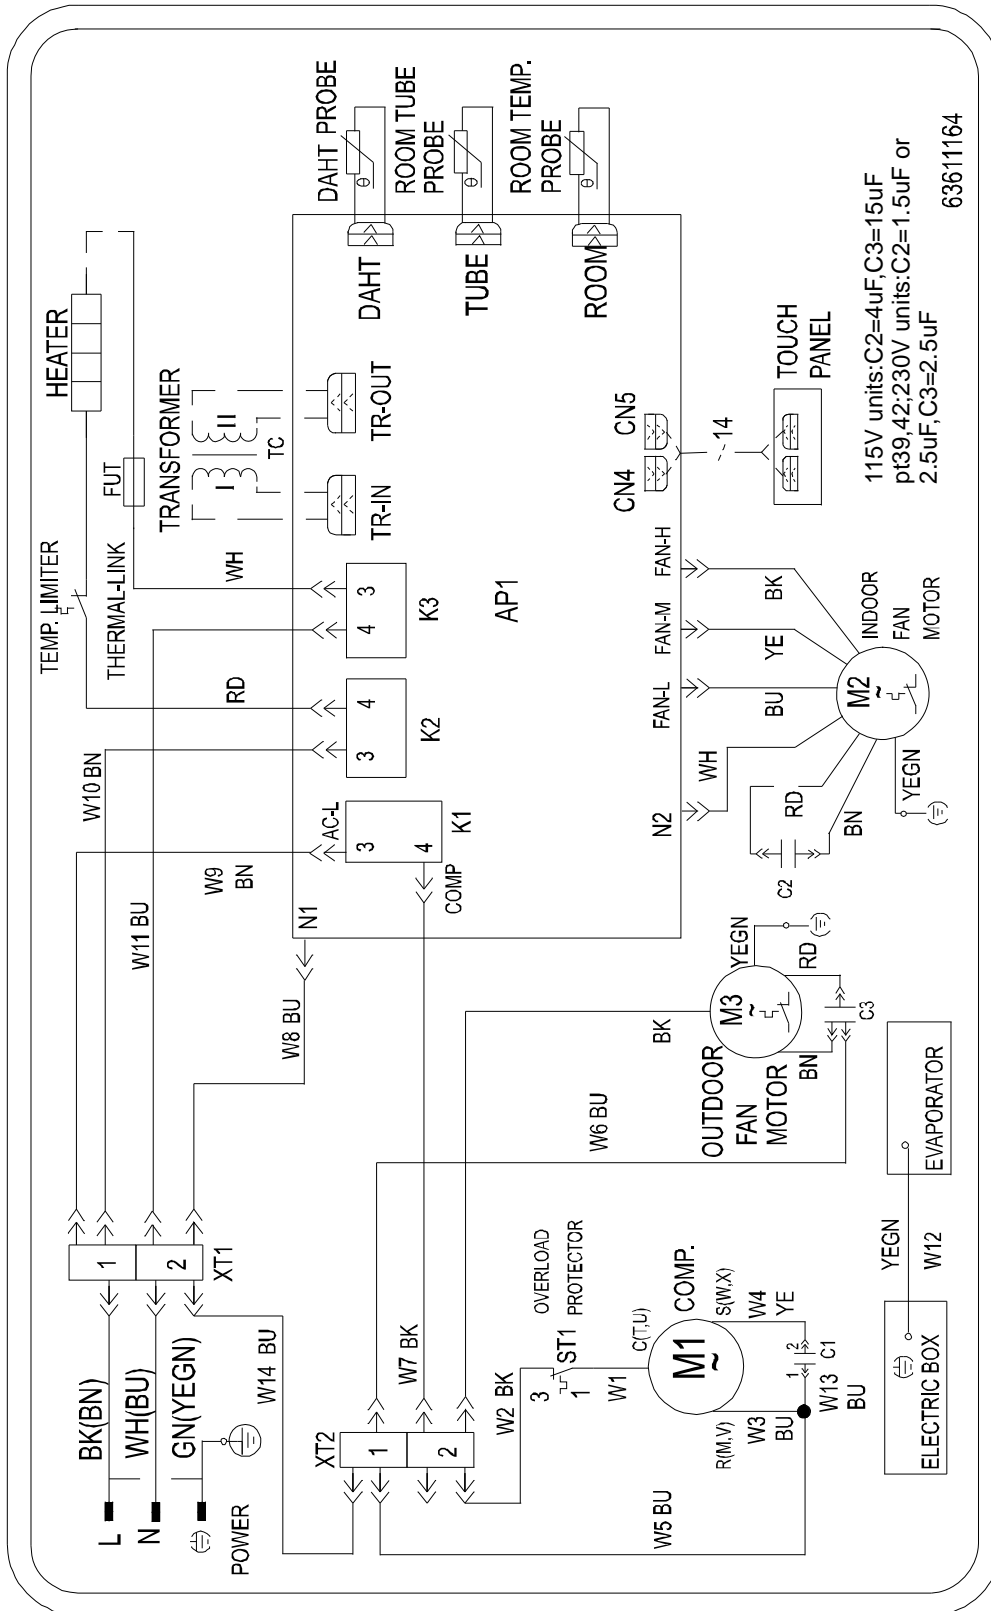 L
N
POWER
BK(BN)
WH(BU)
GN(YEGN)
1
2
XT1
W14 BU
W10 BN
W11 BU
W9
BN
W8 BU
N1
TEMP. LIMITER
THERMAL-LINK
FUT
HEATER
TRANSFORMER
TC
RD
WH
AC-L
3
4
K1
COMP
3
4
K2
4
3
K3
AP1
TR-IN
TR-OUT
DAHT
TUBE
ROOM
DAHT PROBE
ROOM TUBE
PROBE
ROOM TEMP.
PROBE
θ
θ
θ
CN4
CN5
14
TOUCH
PANEL
N2
FAN-L
FAN-M
FAN-H
WH
BU
YE
BK
M2
~
INDOOR
FAN
MOTOR
RD
BN
YEGN
C2
XT2
1
2
W7 BK
W6 BU
BK
YEGN
RD
M3
~
OUTDOOR
FAN
MOTOR
BN
C3
W2 BK
3
1
ST1
OVERLOAD
PROTECTOR
W1
C(T,U)
M1
~
COMP.
S(W,X)
W4
YE
R(M,V)
W3
BU
1
2
C1
W13
BU
W5 BU
ELECTRIC BOX
YEGN
W12
EVAPORATOR
115V units:C2=4uF,C3=15uF
pt39,42;230V units:C2=1.5uF or
2.5uF,C3=2.5uF
63611164